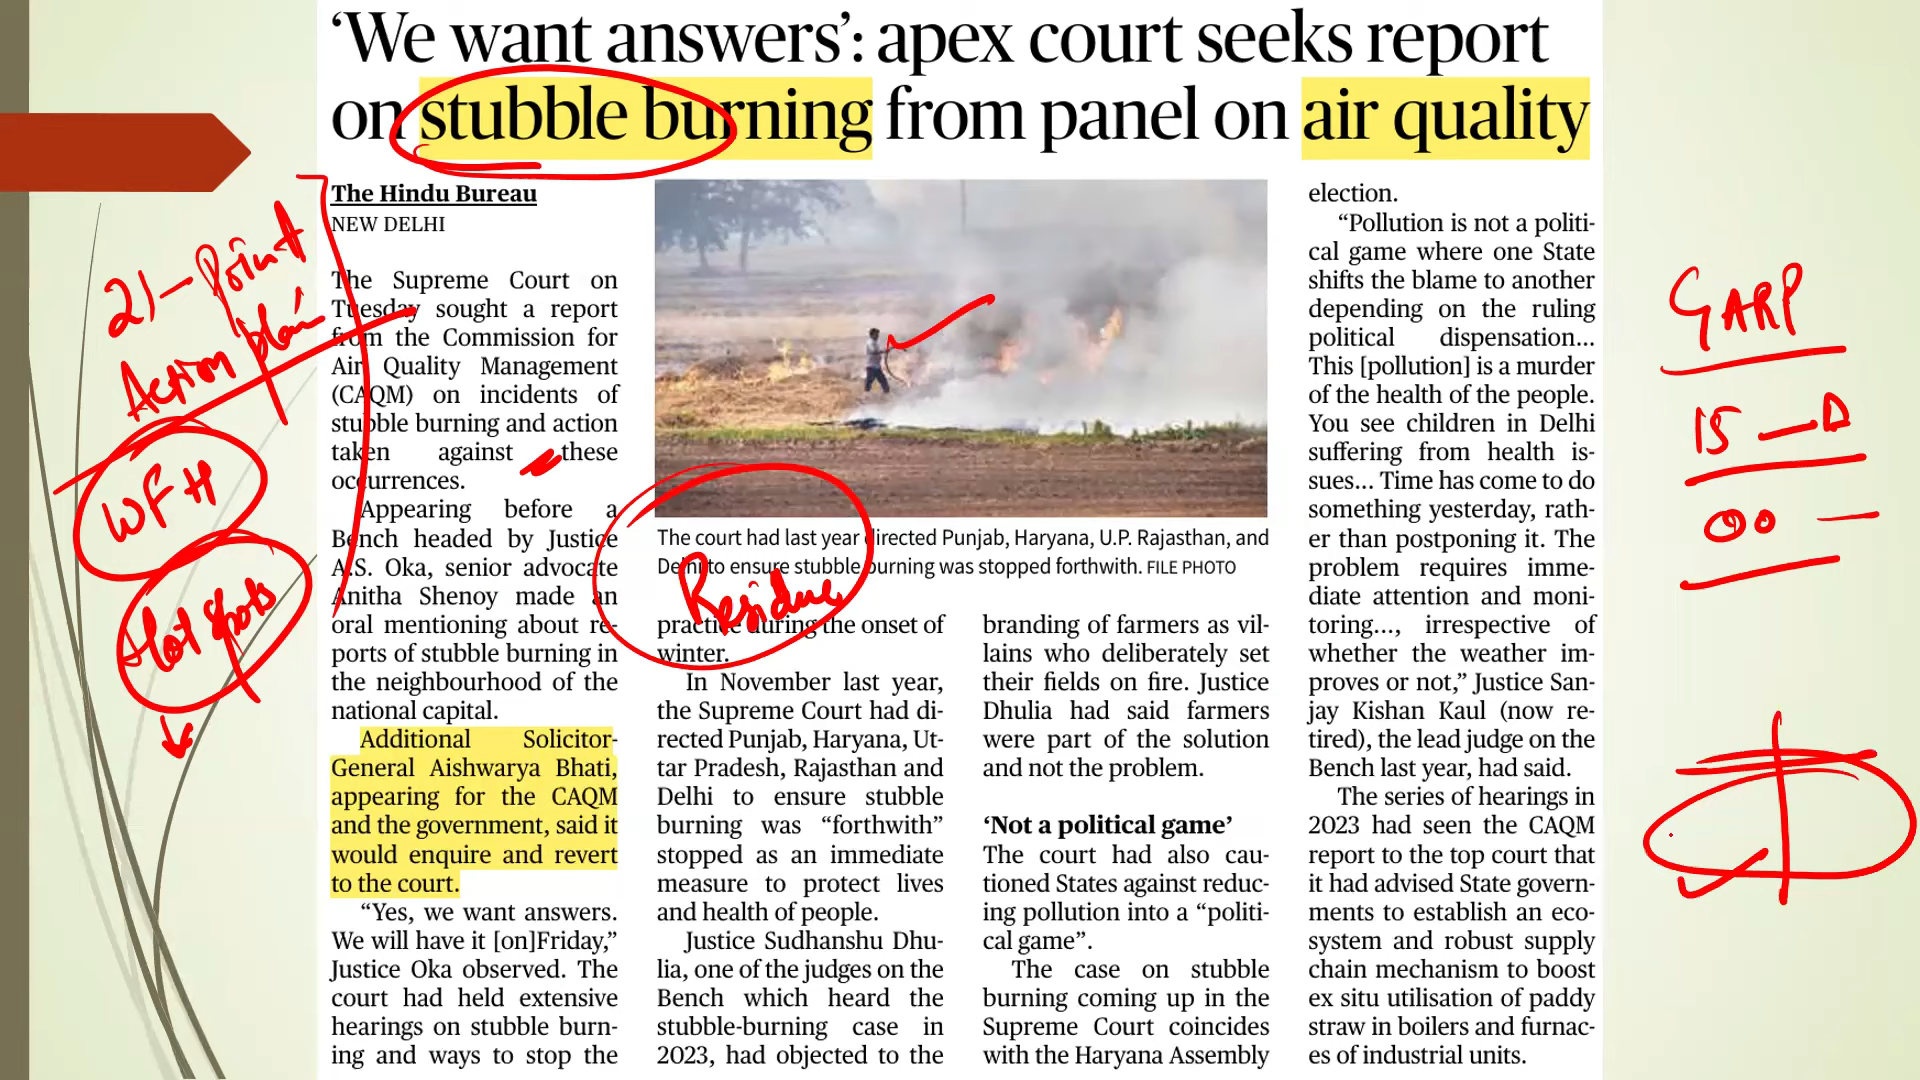 ‘We want answers’: apex court seeks report
on stubble burning from panel on air quality
The Hindu Bureau
NEW DELHI
The Supreme Court on
Tuesday sought a report
from the Commission for
Air Quality Management
(CAQM) on incidents of
stubble burning and action
taken against these
occurrences.
Appearing before a
Bench headed by Justice
A.S. Oka, senior advocate
Anitha Shenoy made an
oral mentioning about re-
ports of stubble burning in
the neighbourhood of the
national capital.
Additional Solicitor-
General Aishwarya Bhati,
appearing for the CAQM
and the government, said it
would enquire and revert
to the court.
“Yes, we want answers.
We will have it [on]Friday,”
Justice Oka observed. The
court had held extensive
hearings on stubble burn-
ing and ways to stop the
The court had last year directed Punjab, Haryana, U.P. Rajasthan, and
Delhi to ensure stubble burning was stopped forthwith. FILE PHOTO
practice during the onset of
winter.
In November last year,
the Supreme Court had di-
rected Punjab, Haryana, Ut-
tar Pradesh, Rajasthan and
Delhi to ensure stubble
burning was “forthwith”
stopped as an immediate
measure to protect lives
and health of people.
Justice Sudhanshu Dhu-
lia, one of the judges on the
Bench which heard the
stubble-burning case in
2023, had objected to the
branding of farmers as vil-
lains who deliberately set
their fields on fire. Justice
Dhulia had said farmers
were part of the solution
and not the problem.
‘Not a political game’
The court had also cau-
tioned States against reduc-
ing pollution into a “politi-
cal game”.
The case on stubble
burning coming up in the
Supreme Court coincides
with the Haryana Assembly
election.
“Pollution is not a politi-
cal game where one State
shifts the blame to another
depending on the ruling
political dispensation...
This [pollution] is a murder
of the health of the people.
You see children in Delhi
suffering from health is-
sues... Time has come to do
something yesterday, rath-
er than postponing it. The
problem requires imme-
diate attention and moni-
toring..., irrespective of
whether the weather im-
proves or not,” Justice San-
jay Kishan Kaul (now re-
tired), the lead judge on the
Bench last year, had said.
The series of hearings in
2023 had seen the CAQM
report to the top court that
it had advised State govern-
ments to establish an eco-
system and robust supply
chain mechanism to boost
ex situ utilisation of paddy
straw in boilers and furnac-
es of industrial units.
21-Point
Action plan
WFH
Hot spots
Residue
GARP
15 — D